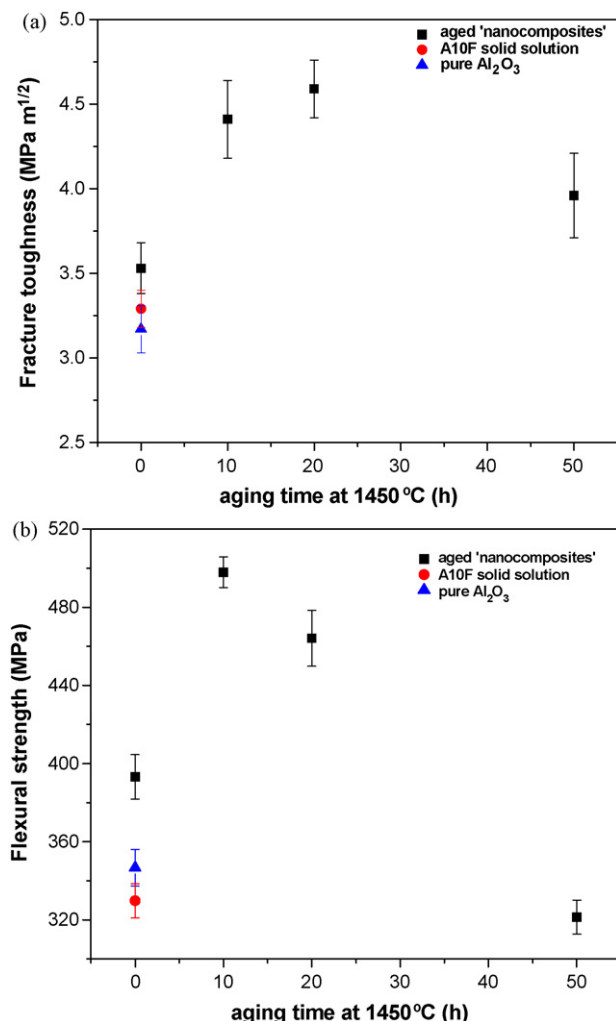 (a)
5.0
4.5
4.0
3.5
3.0
2.5
Fracture toughness (MPa m^1/2)
aged 'nanocomposites'
A10F solid solution
pure Al₂O₃
0 10 20 30 40 50
aging time at 1450 ºC (h)
(b)
520
480
440
400
360
320
Flexural strength (MPa)
aged 'nanocomposites'
A10F solid solution
pure Al₂O₃
0 10 20 30 40 50
aging time at 1450 ºC (h)